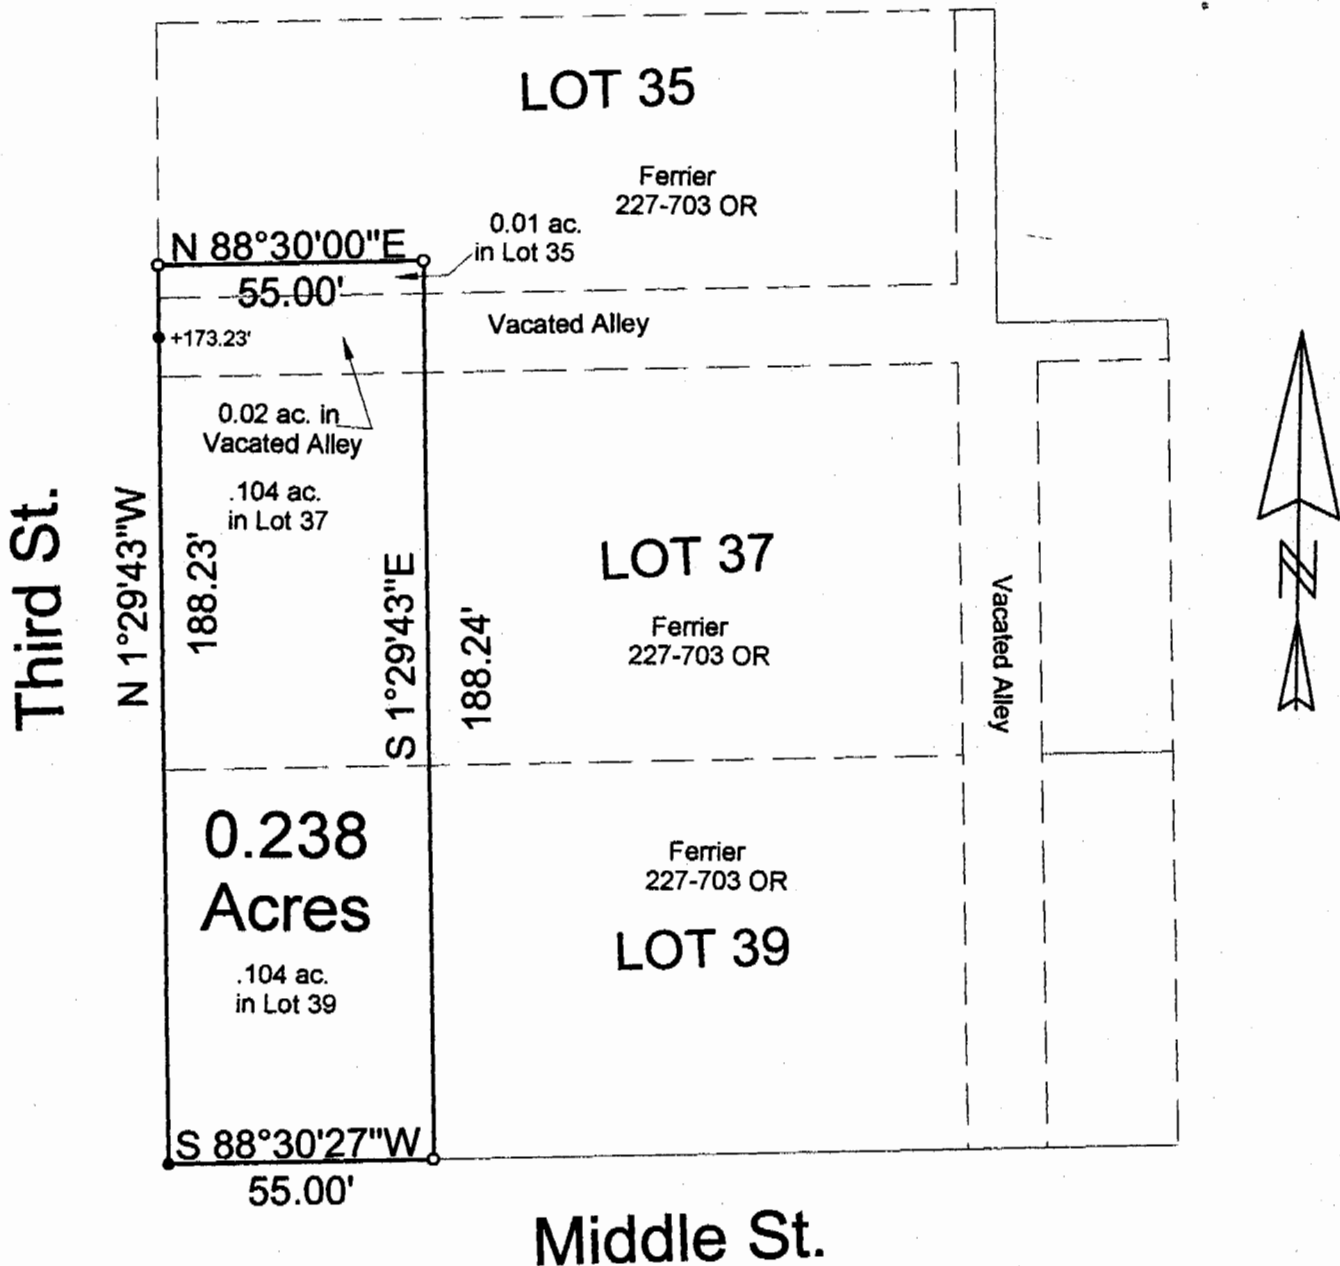 LOT 35
Ferrier
227-703 OR
0.01 ac.
in Lot 35
N 88°30'00"E
55.00'
Vacated Alley
+173.23'
0.02 ac. in
Vacated Alley
.104 ac.
in Lot 37
Third St.
N 1°29'43"W
188.23'
S 1°29'43"E
188.24'
LOT 37
Ferrier
227-703 OR
Vacated Alley
N
0.238
Acres
.104 ac.
in Lot 39
Ferrier
227-703 OR
LOT 39
S 88°30'27"W
55.00'
Middle St.